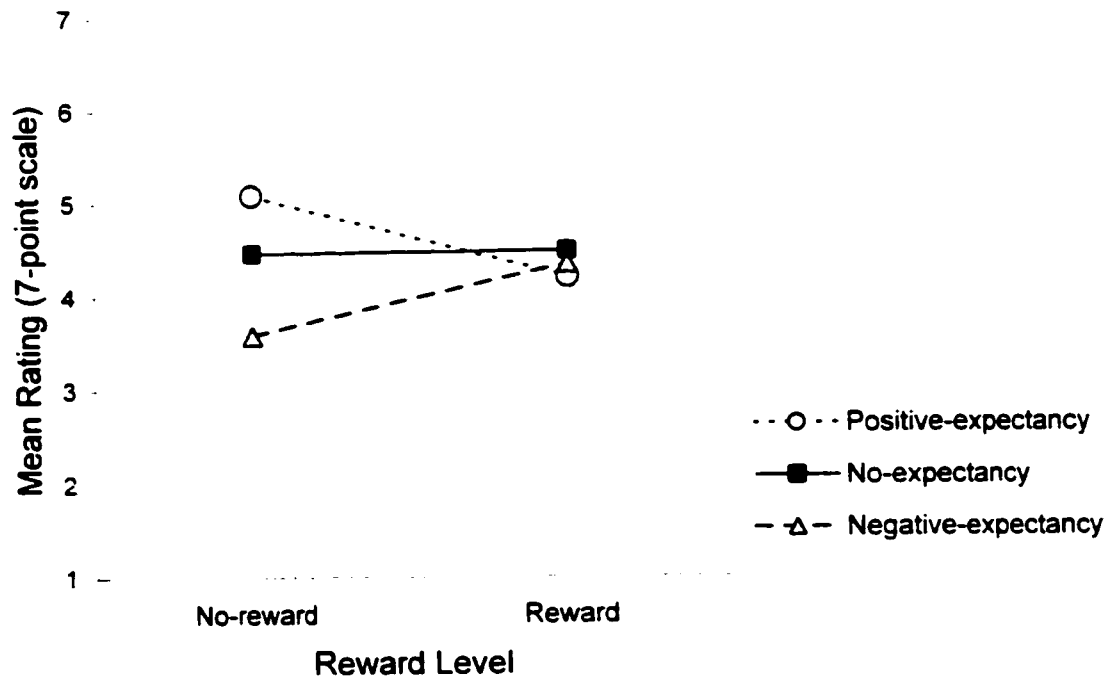 7
6
5
4
3
2
1
Mean Rating (7-point scale)
No-reward
Reward
Reward Level
Positive-expectancy
No-expectancy
Negative-expectancy